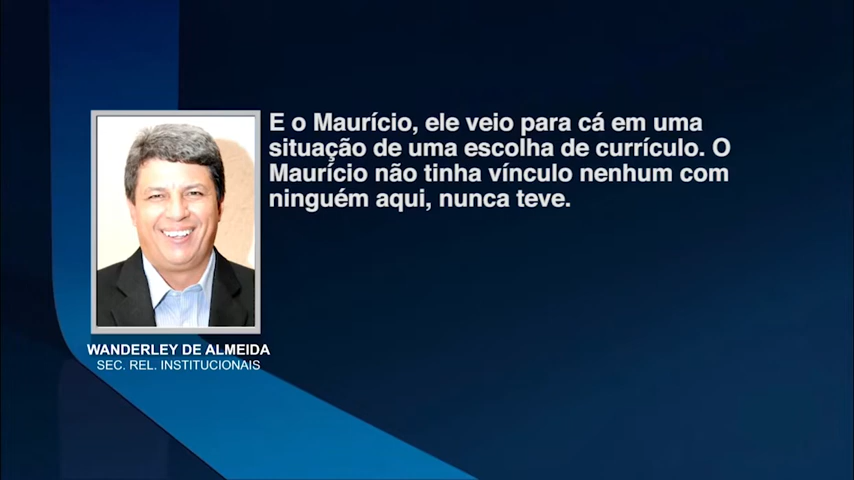 E o Maurício, ele veio para cá em uma
situação de uma escolha de currículo. O
Maurício não tinha vínculo nenhum com
ninguém aqui, nunca teve.
WANDERLEY DE ALMEIDA
SEC. REL. INSTITUCIONAIS